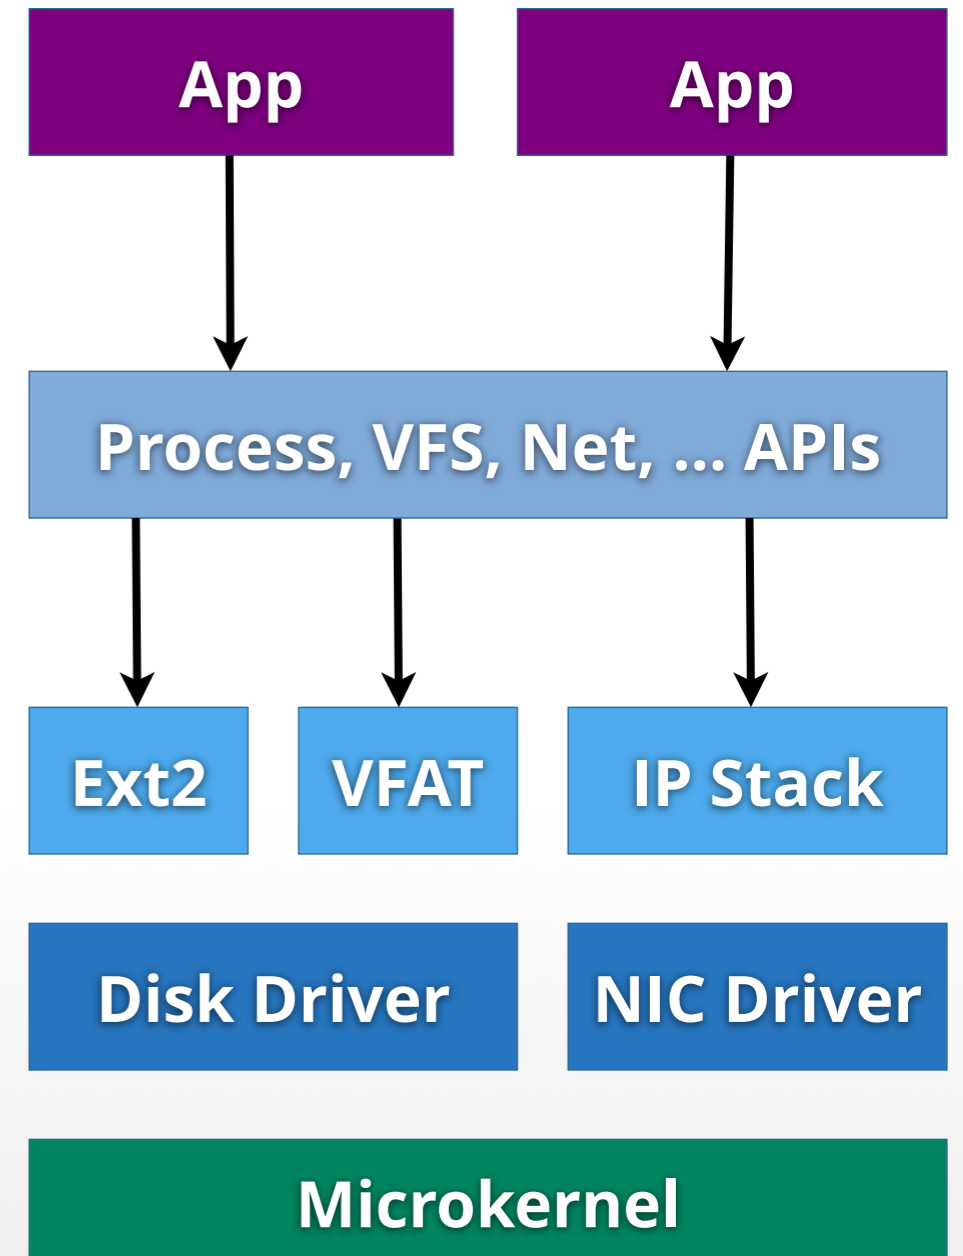 App
App
Process, VFS, Net, ... APIs
Ext2
VFAT
IP Stack
Disk Driver
NIC Driver
Microkernel